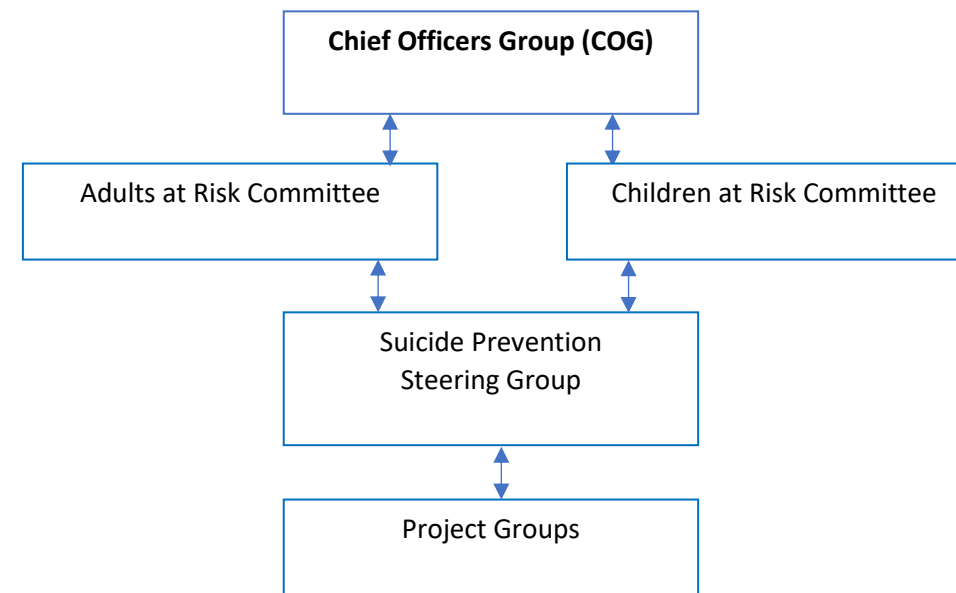 Chief Officers Group (COG)
Adults at Risk Committee
Children at Risk Committee
Suicide Prevention
Steering Group
Project Groups